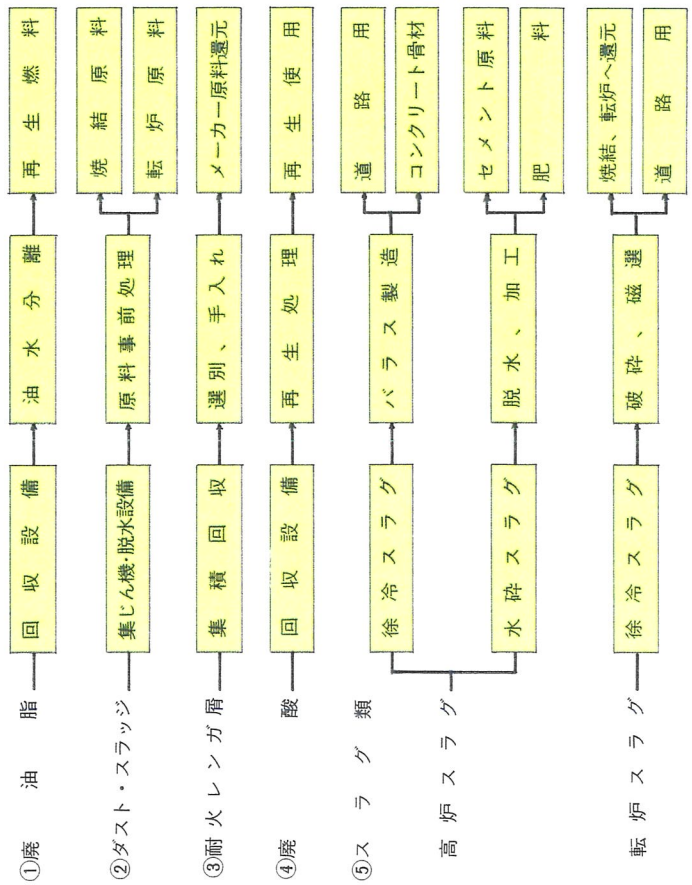 ①廃油脂
回収設備
油水分離
再生燃料
②ダスト・スラッジ
集じん機・脱水設備
原料事前処理
焼結原料
転炉原料
③耐火レンガ屑
集積回収
選別、手入れ
メーカー原料還元
④廃酸
回収設備
再生処理
再生使用
⑤スラグ類
高炉スラグ
徐冷スラグ
バラス製造
道路用
コンクリート骨材
水砕スラグ
脱水、加工
セメント原料
肥料
転炉スラグ
徐冷スラグ
破砕、磁選
焼結、転炉へ還元
道路用